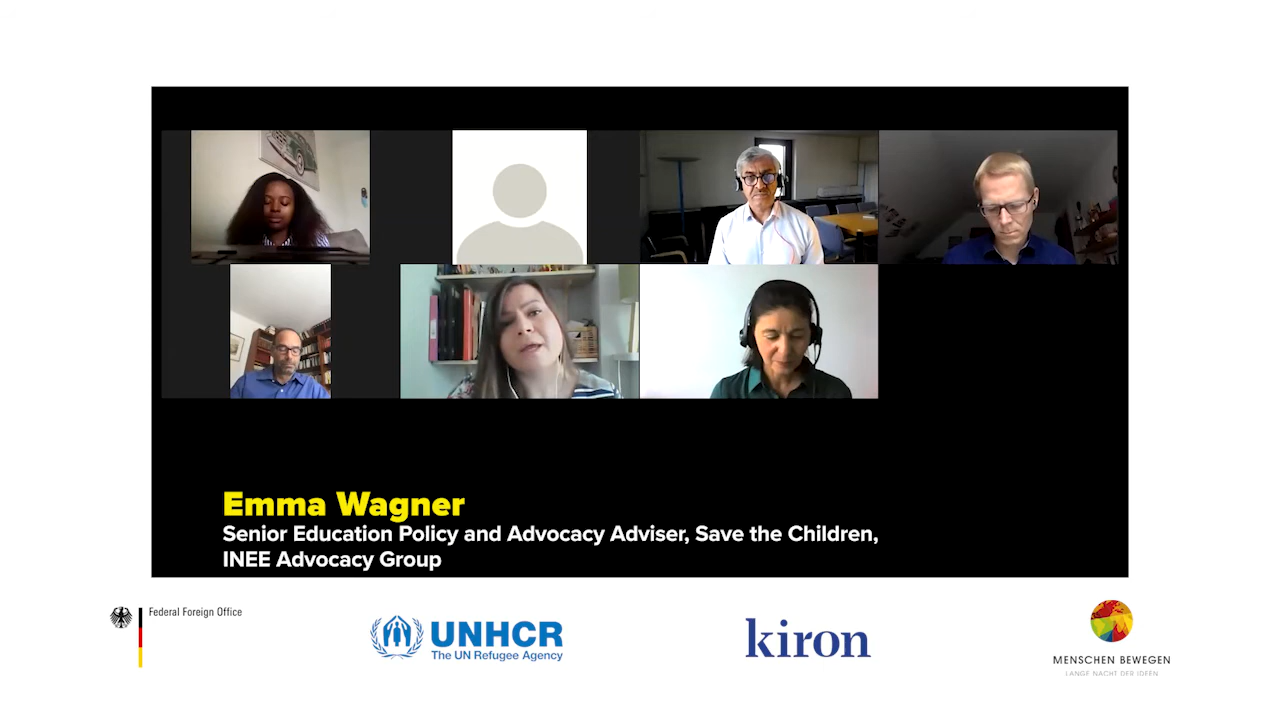 Emma Wagner
Senior Education Policy and Advocacy Adviser, Save the Children,
INEE Advocacy Group
Federal Foreign Office
UNHCR
The UN Refugee Agency
kiron
MENSCHEN BEWEGEN
LANGE NACHT DER IDEEN